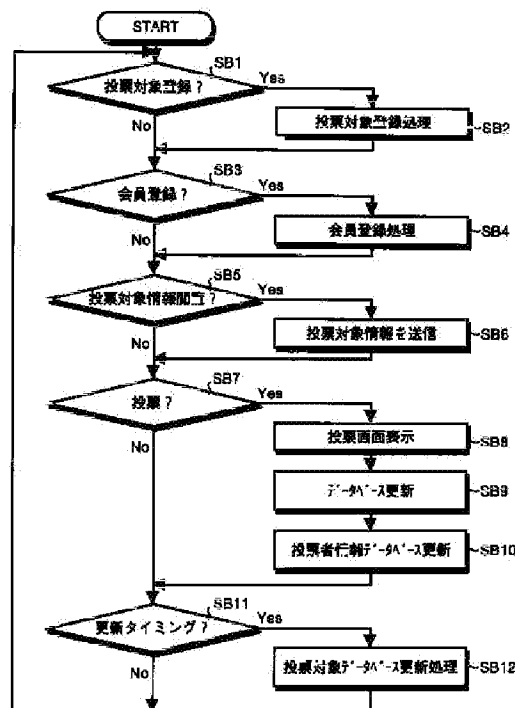 START
SB1
投票対象登録？
Yes
No
投票対象登録処理
SB2
SB3
会員登録？
Yes
No
会員登録処理
SB4
SB5
投票対象情報閲覧？
Yes
No
投票対象情報を送信
SB6
SB7
投票？
Yes
No
投票画面表示
SB8
データベース更新
SB9
投票者情報データベース更新
SB10
SB11
更新タイミング？
Yes
No
投票対象データベース更新処理
SB12